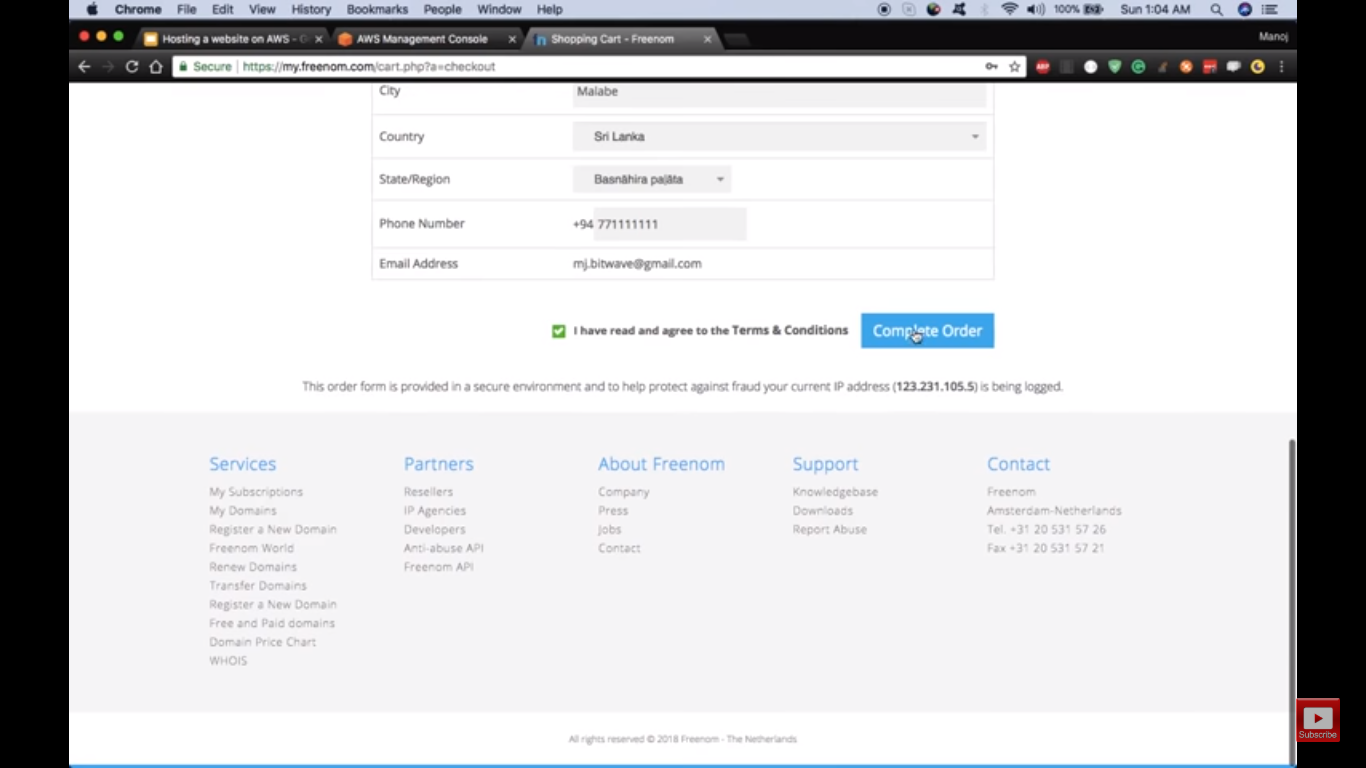 Chrome File Edit View History Bookmarks People Window Help 100% Sun 1:04 AM
Hosting a website on AWS - G × AWS Management Console × Shopping Cart - Freenom × Manoj
Secure | https://my.freenom.com/cart.php?a=checkout
City Malabe
Country Sri Lanka
State/Region Basnāhira paḷāta
Phone Number +94 771111111
Email Address mj.bitwave@gmail.com
I have read and agree to the Terms & Conditions Complete Order
This order form is provided in a secure environment and to help protect against fraud your current IP address (123.231.105.5) is being logged.
Services Partners About Freenom Support Contact
My Subscriptions Resellers Company Knowledgebase Freenom
My Domains IP Agencies Press Downloads Amsterdam-Netherlands
Register a New Domain Developers Jobs Report Abuse Tel. +31 20 531 57 26
Freenom World Anti-abuse API Contact Fax +31 20 531 57 21
Renew Domains Freenom API
Transfer Domains
Register a New Domain
Free and Paid domains
Domain Price Chart
WHOIS
Subscribe
All rights reserved © 2018 Freenom - The Netherlands